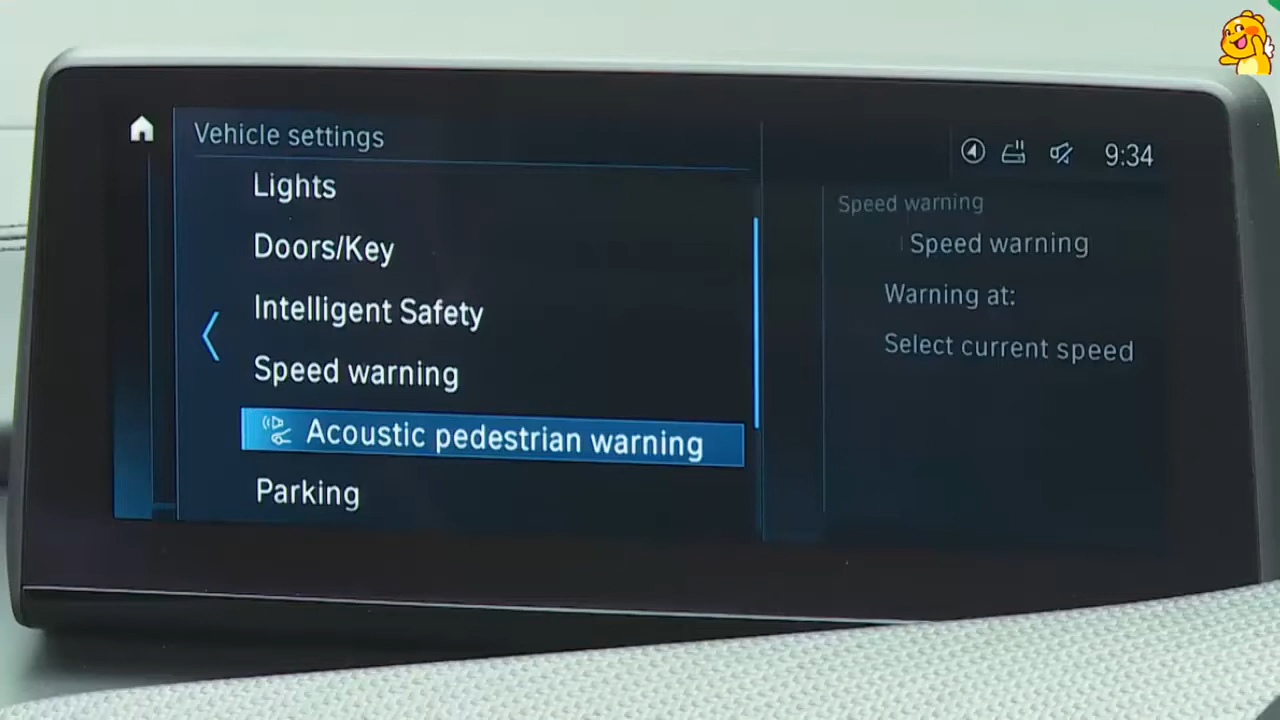 Vehicle settings
9:34
Lights
Doors/Key
Intelligent Safety
Speed warning
Acoustic pedestrian warning
Parking
Speed warning
Speed warning
Warning at:
Select current speed